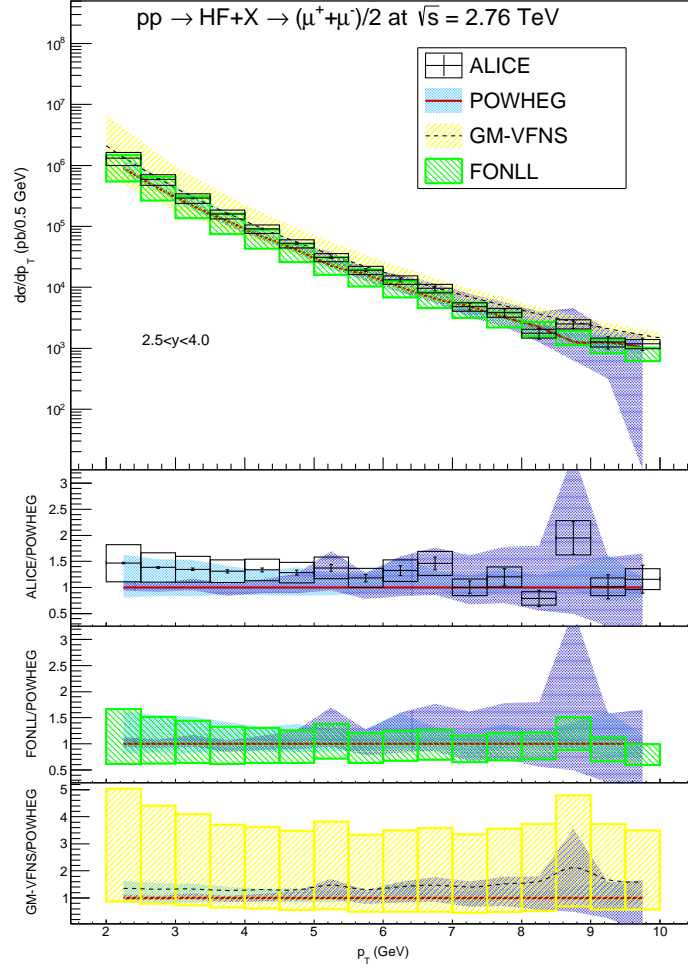 pp → HF+X → (μ⁺+μ⁻)/2 at √s = 2.76 TeV
ALICE
POWHEG
GM-VFNS
FONLL
10⁸
10⁷
10⁶
10⁵
10⁴
10³
10²
dσ/dp_T (pb/0.5 GeV)
2.5<y<4.0
3
2.5
2
1.5
1
0.5
ALICE/POWHEG
3
2.5
2
1.5
1
0.5
FONLL/POWHEG
5
4
3
2
1
GM-VFNS/POWHEG
2 3 4 5 6 7 8 9 10
p_T (GeV)